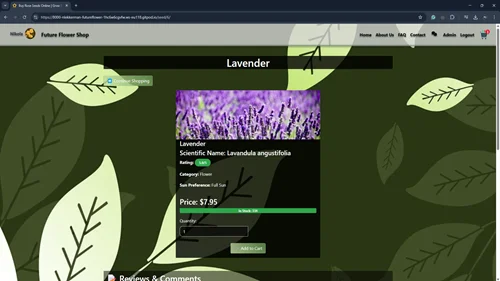 Future Flower Shop
Home About Us FAQ Contact Admin Logout
Lavender
Continue Shopping
Lavender
Scientific Name: Lavandula angustifolia
Rating:
Category: Flower
Sun Preference: Full Sun
Price: $7.95
In Stock:
Quantity:
1
Add to Cart
Reviews & Comments